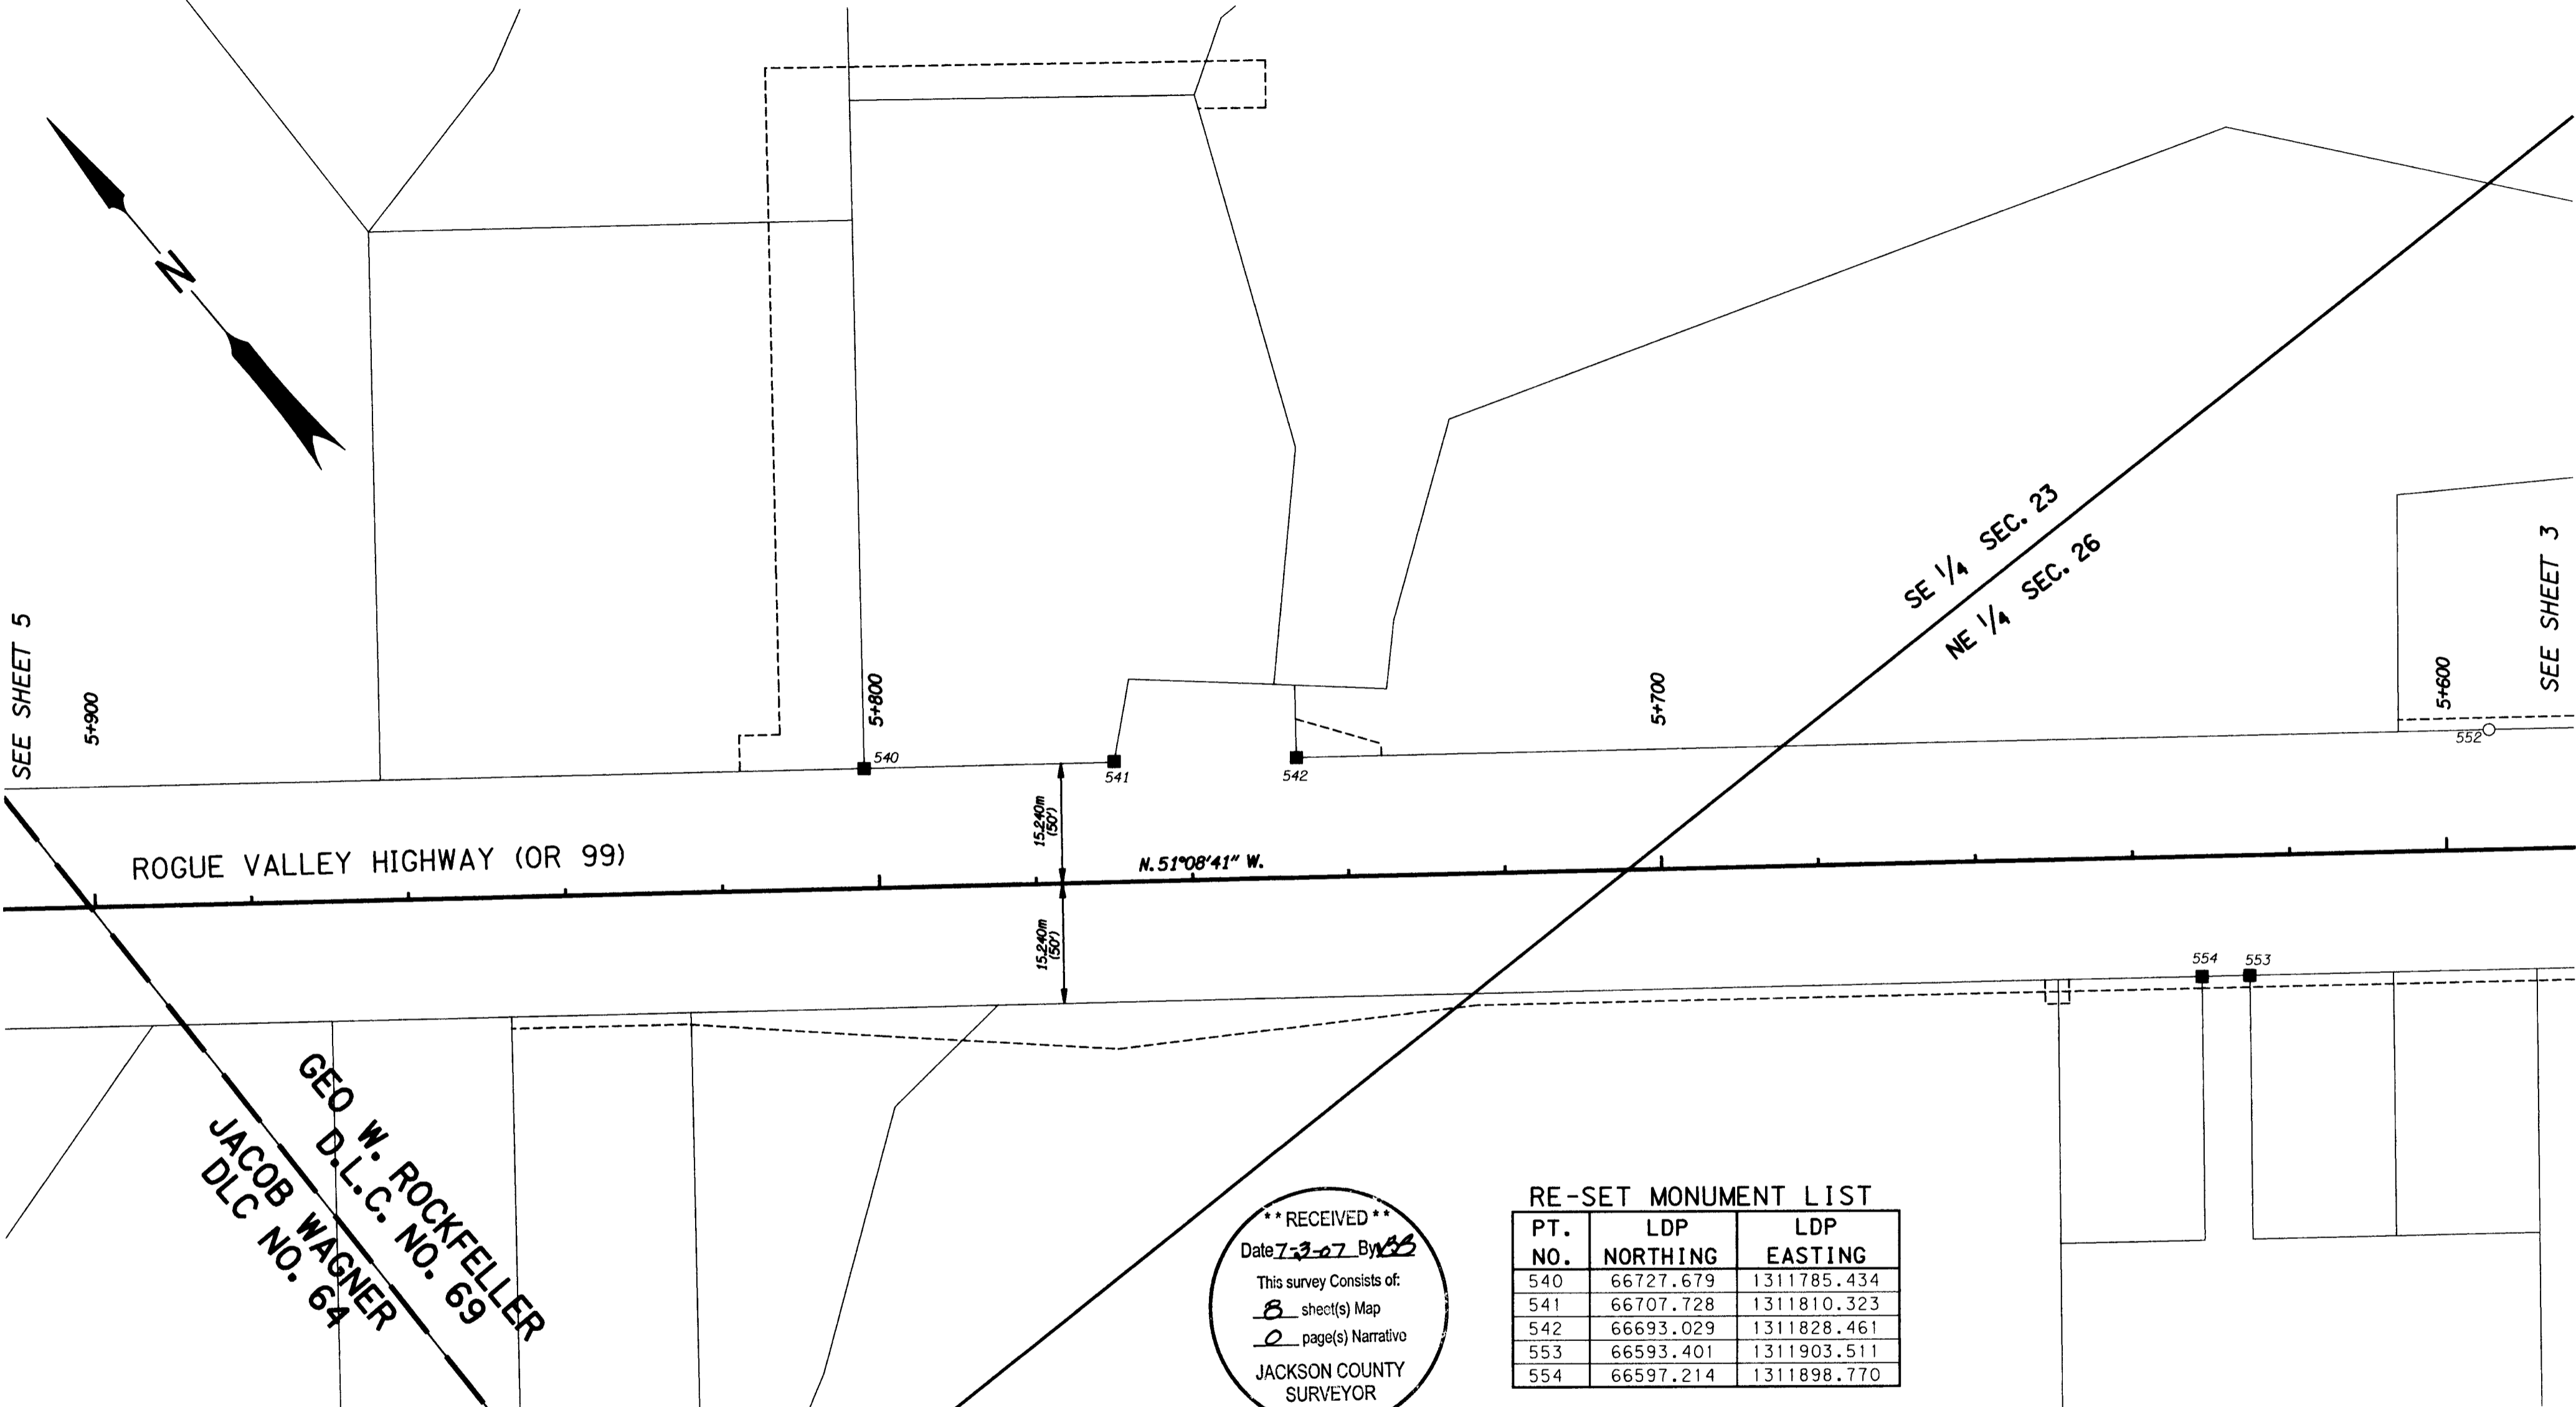 N
SE 1/4 SEC. 23
NE 1/4 SEC. 26
SEE SHEET 5
SEE SHEET 3
5+900
5+800
5+700
5+600
540
541
542
552
15.240m
(50')
ROGUE VALLEY HIGHWAY (OR 99)
N. 51°08'41" W.
15.240m
(50')
554
553
GEO W. ROCKFELLER
D.L.C. NO. 69
JACOB WAGNER
DLC NO. 64
** RECEIVED **
Date 7-3-07 By
This survey Consists of:
8 sheet(s) Map
0 page(s) Narrative
JACKSON COUNTY
SURVEYOR
RE-SET MONUMENT LIST
PT. NO. LDP NORTHING LDP EASTING
540 66727.679 1311785.434
541 66707.728 1311810.323
542 66693.029 1311828.461
553 66593.401 1311903.511
554 66597.214 1311898.770